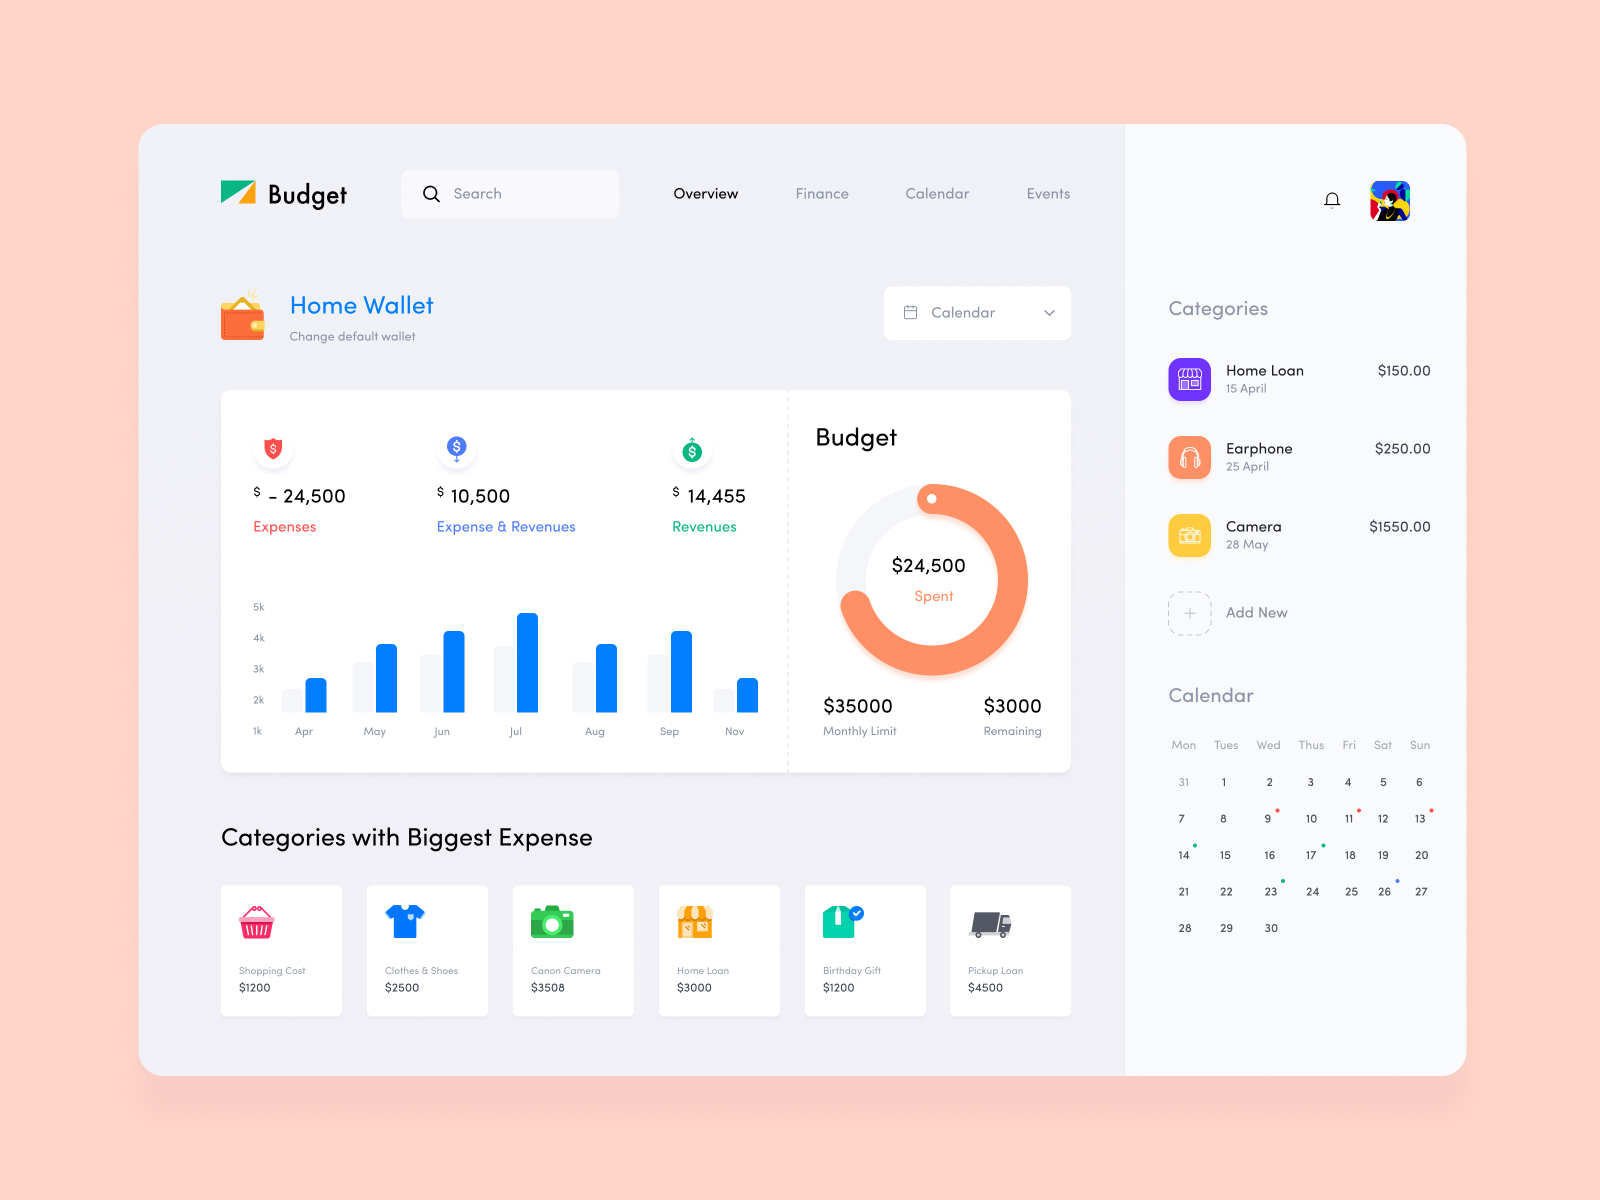 Budget
Search
Overview
Finance
Calendar
Events
Home Wallet
Change default wallet
Calendar
$ - 24,500
Expenses
$ 10,500
Expense & Revenues
$ 14,455
Revenues
5k
4k
3k
2k
1k
Apr
May
Jun
Jul
Aug
Sep
Nov
Budget
$24,500
Spent
$35000
Monthly Limit
$3000
Remaining
Categories with Biggest Expense
Shopping Cost
$1200
Clothes & Shoes
$2500
Canon Camera
$3508
Home Loan
$3000
Birthday Gift
$1200
Pickup Loan
$4500
Categories
Home Loan
$150.00
15 April
Earphone
$250.00
25 April
Camera
$1550.00
28 May
Add New
Calendar
Mon Tues Wed Thus Fri Sat Sun
31 1 2 3 4 5 6
7 8 9 10 11 12 13
14 15 16 17 18 19 20
21 22 23 24 25 26 27
28 29 30